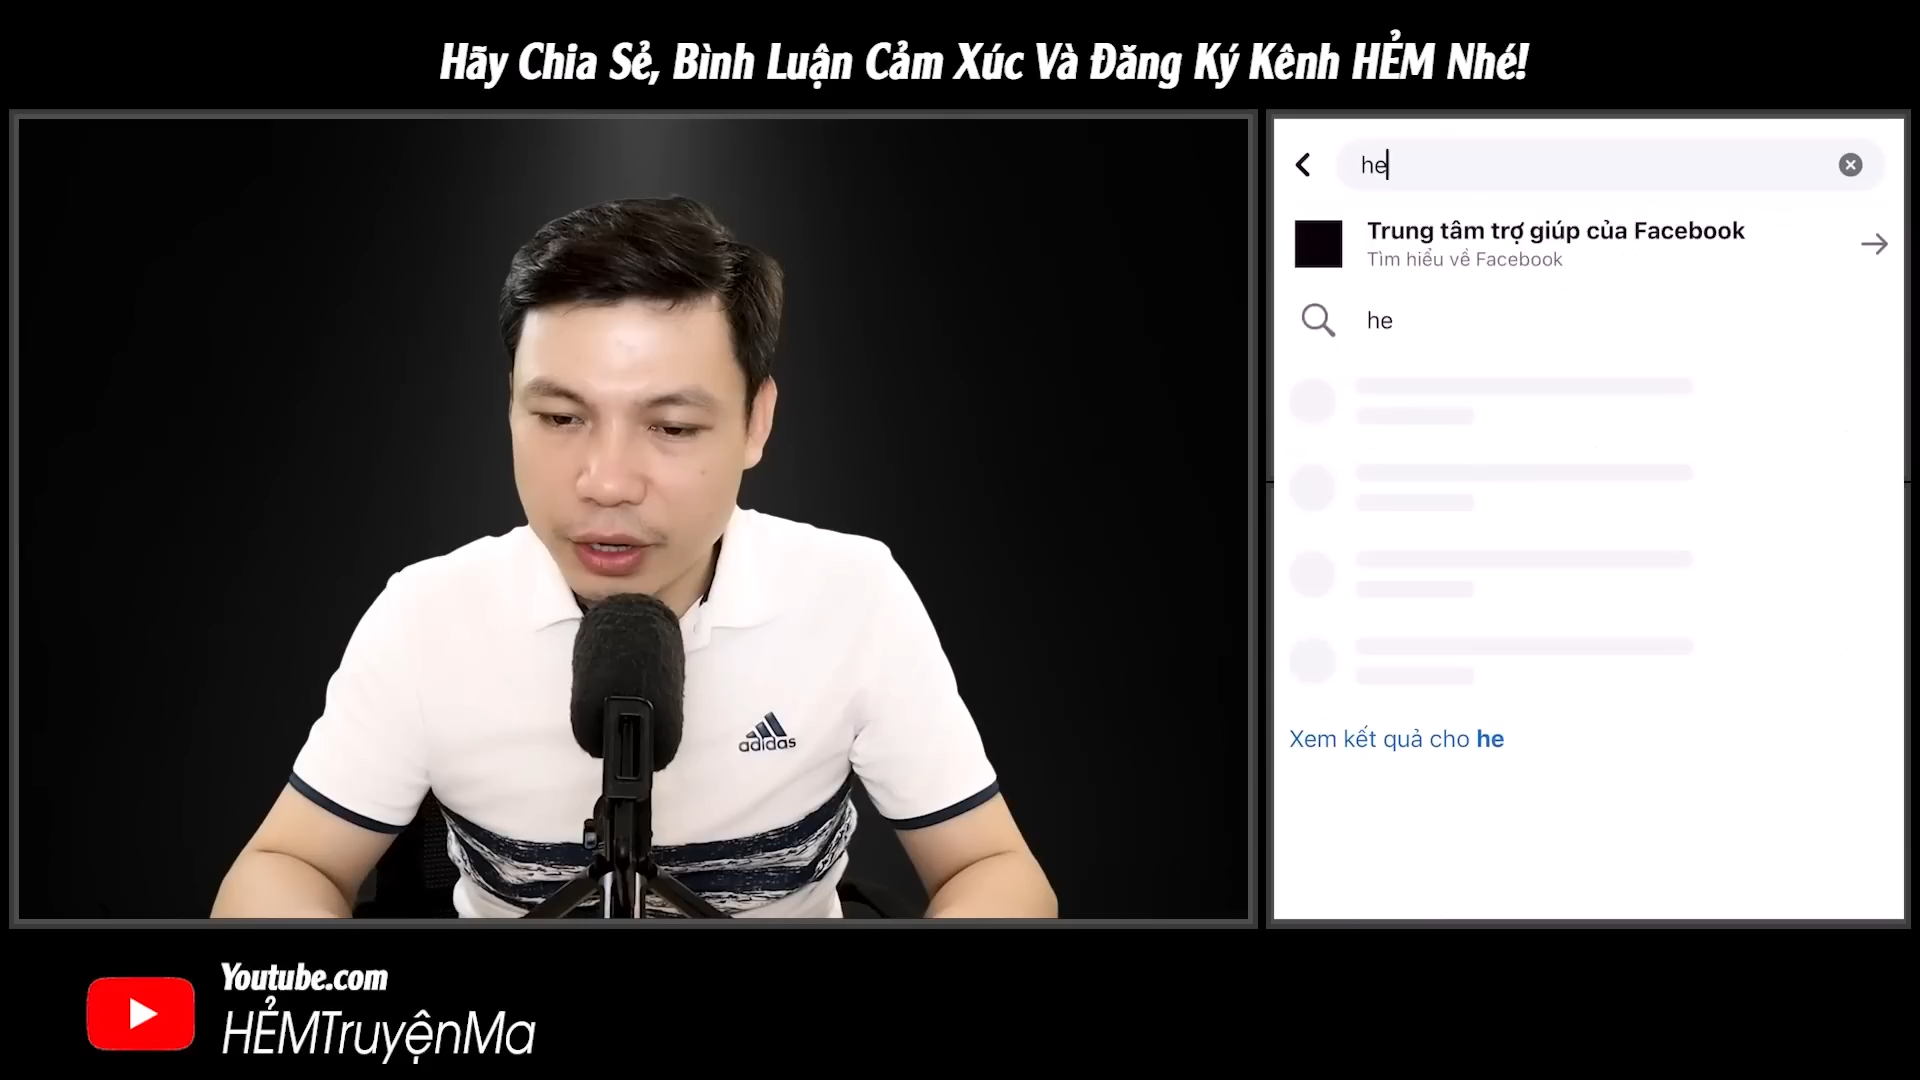 Hãy Chia Sẻ, Bình Luận Cảm Xúc Và Đăng Ký Kênh HẺM Nhé!
he
Trung tâm trợ giúp của Facebook
Tìm hiểu về Facebook
he
Xem kết quả cho he
adidas
Youtube.com
HẺMTruyệnMa